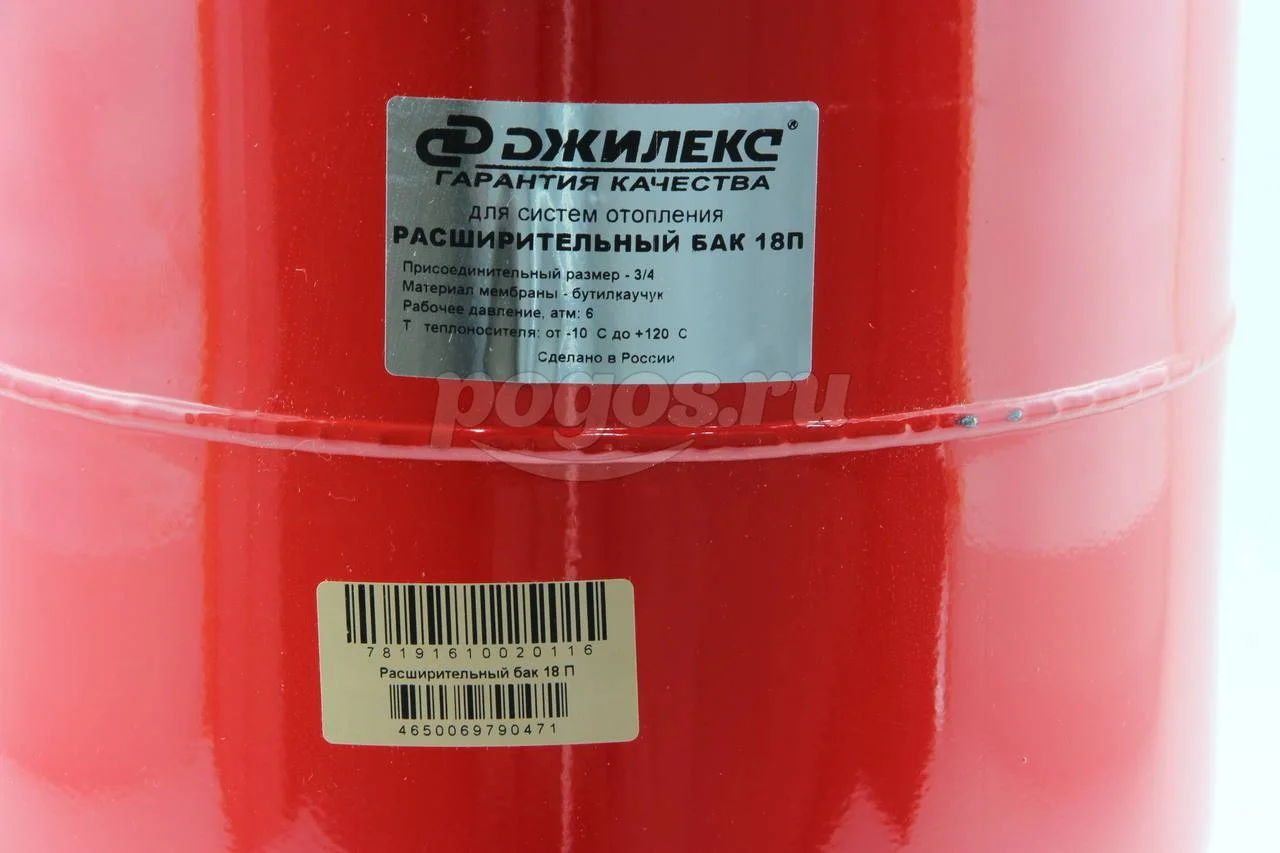 ДЖИЛЕКС®
ГАРАНТИЯ КАЧЕСТВА
для систем отопления
РАСШИРИТЕЛЬНЫЙ БАК 18П
Присоединительный размер - 3/4
Материал мембраны - бутилкаучук
Рабочее давление, атм: 6
Т теплоносителя: от -10 С до +120 С
Сделано в России
pogos.ru
78191610020116
Расширительный бак 18 П
4650069790471